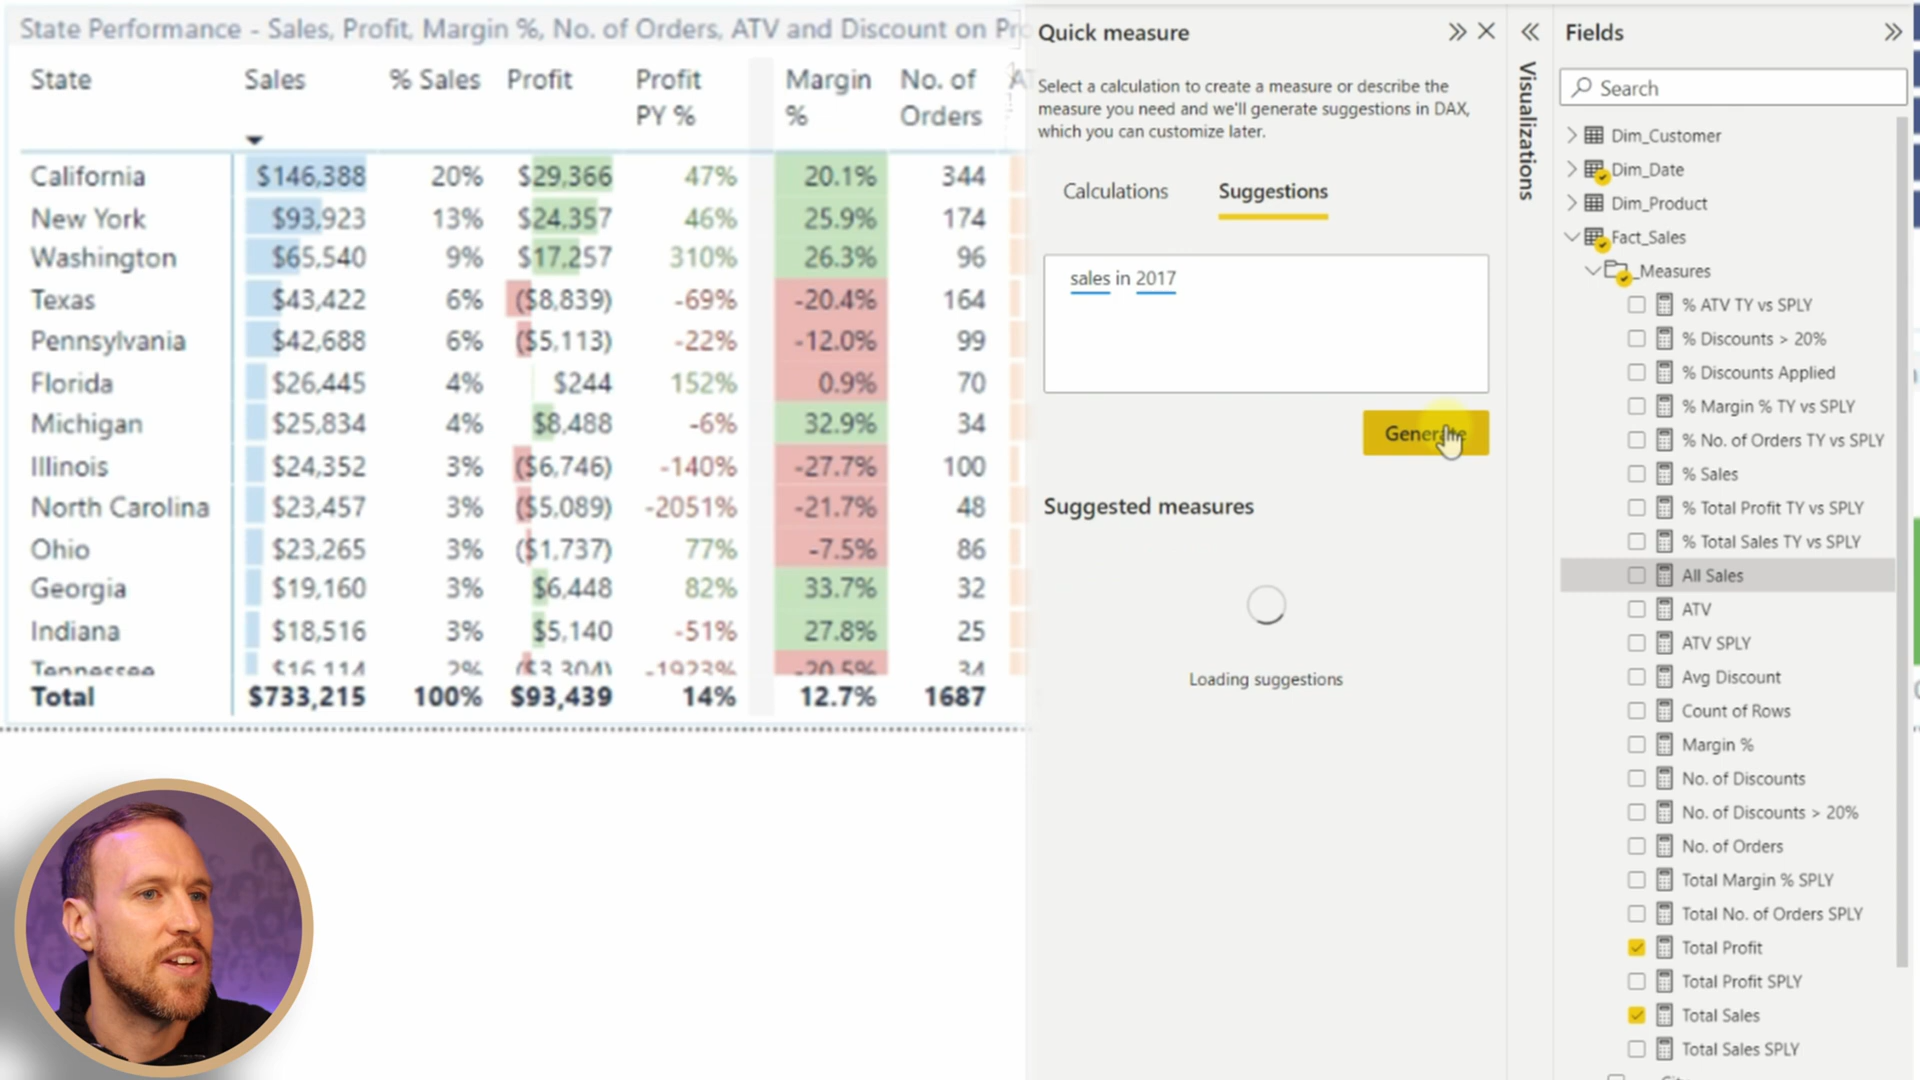 State Performance - Sales, Profit, Margin %, No. of Orders, ATV and Discount on
State Sales % Sales Profit Profit PY % Margin % No. of Orders
California $146,388 20% $29,366 47% 20.1% 344
New York $93,923 13% $24,357 46% 25.9% 174
Washington $65,540 9% $17,257 310% 26.3% 96
Texas $43,422 6% ($8,839) -69% -20.4% 164
Pennsylvania $42,688 6% ($5,113) -22% -12.0% 99
Florida $26,445 4% $244 152% 0.9% 70
Michigan $25,834 4% $8,488 -6% 32.9% 34
Illinois $24,352 3% ($6,746) -140% -27.7% 100
North Carolina $23,457 3% ($5,089) -2051% -21.7% 48
Ohio $23,265 3% ($1,737) 77% -7.5% 86
Georgia $19,160 3% $6,448 82% 33.7% 32
Indiana $18,516 3% $5,140 -51% 27.8% 25
Tennessee $16,114 2% ($3,304) -1923% -20.5% 34
Total $733,215 100% $93,439 14% 12.7% 1687
Quick measure
Select a calculation to create a measure or describe the
measure you need and we'll generate suggestions in DAX,
which you can customize later.
Calculations Suggestions
sales in 2017
Generate
Suggested measures
Loading suggestions
Visualizations
Fields
Search
Dim_Customer
Dim_Date
Dim_Product
Fact_Sales
_Measures
% ATV TY vs SPLY
% Discounts > 20%
% Discounts Applied
% Margin % TY vs SPLY
% No. of Orders TY vs SPLY
% Sales
% Total Profit TY vs SPLY
% Total Sales TY vs SPLY
All Sales
ATV
ATV SPLY
Avg Discount
Count of Rows
Margin %
No. of Discounts
No. of Discounts > 20%
No. of Orders
Total Margin % SPLY
Total No. of Orders SPLY
Total Profit
Total Profit SPLY
Total Sales
Total Sales SPLY